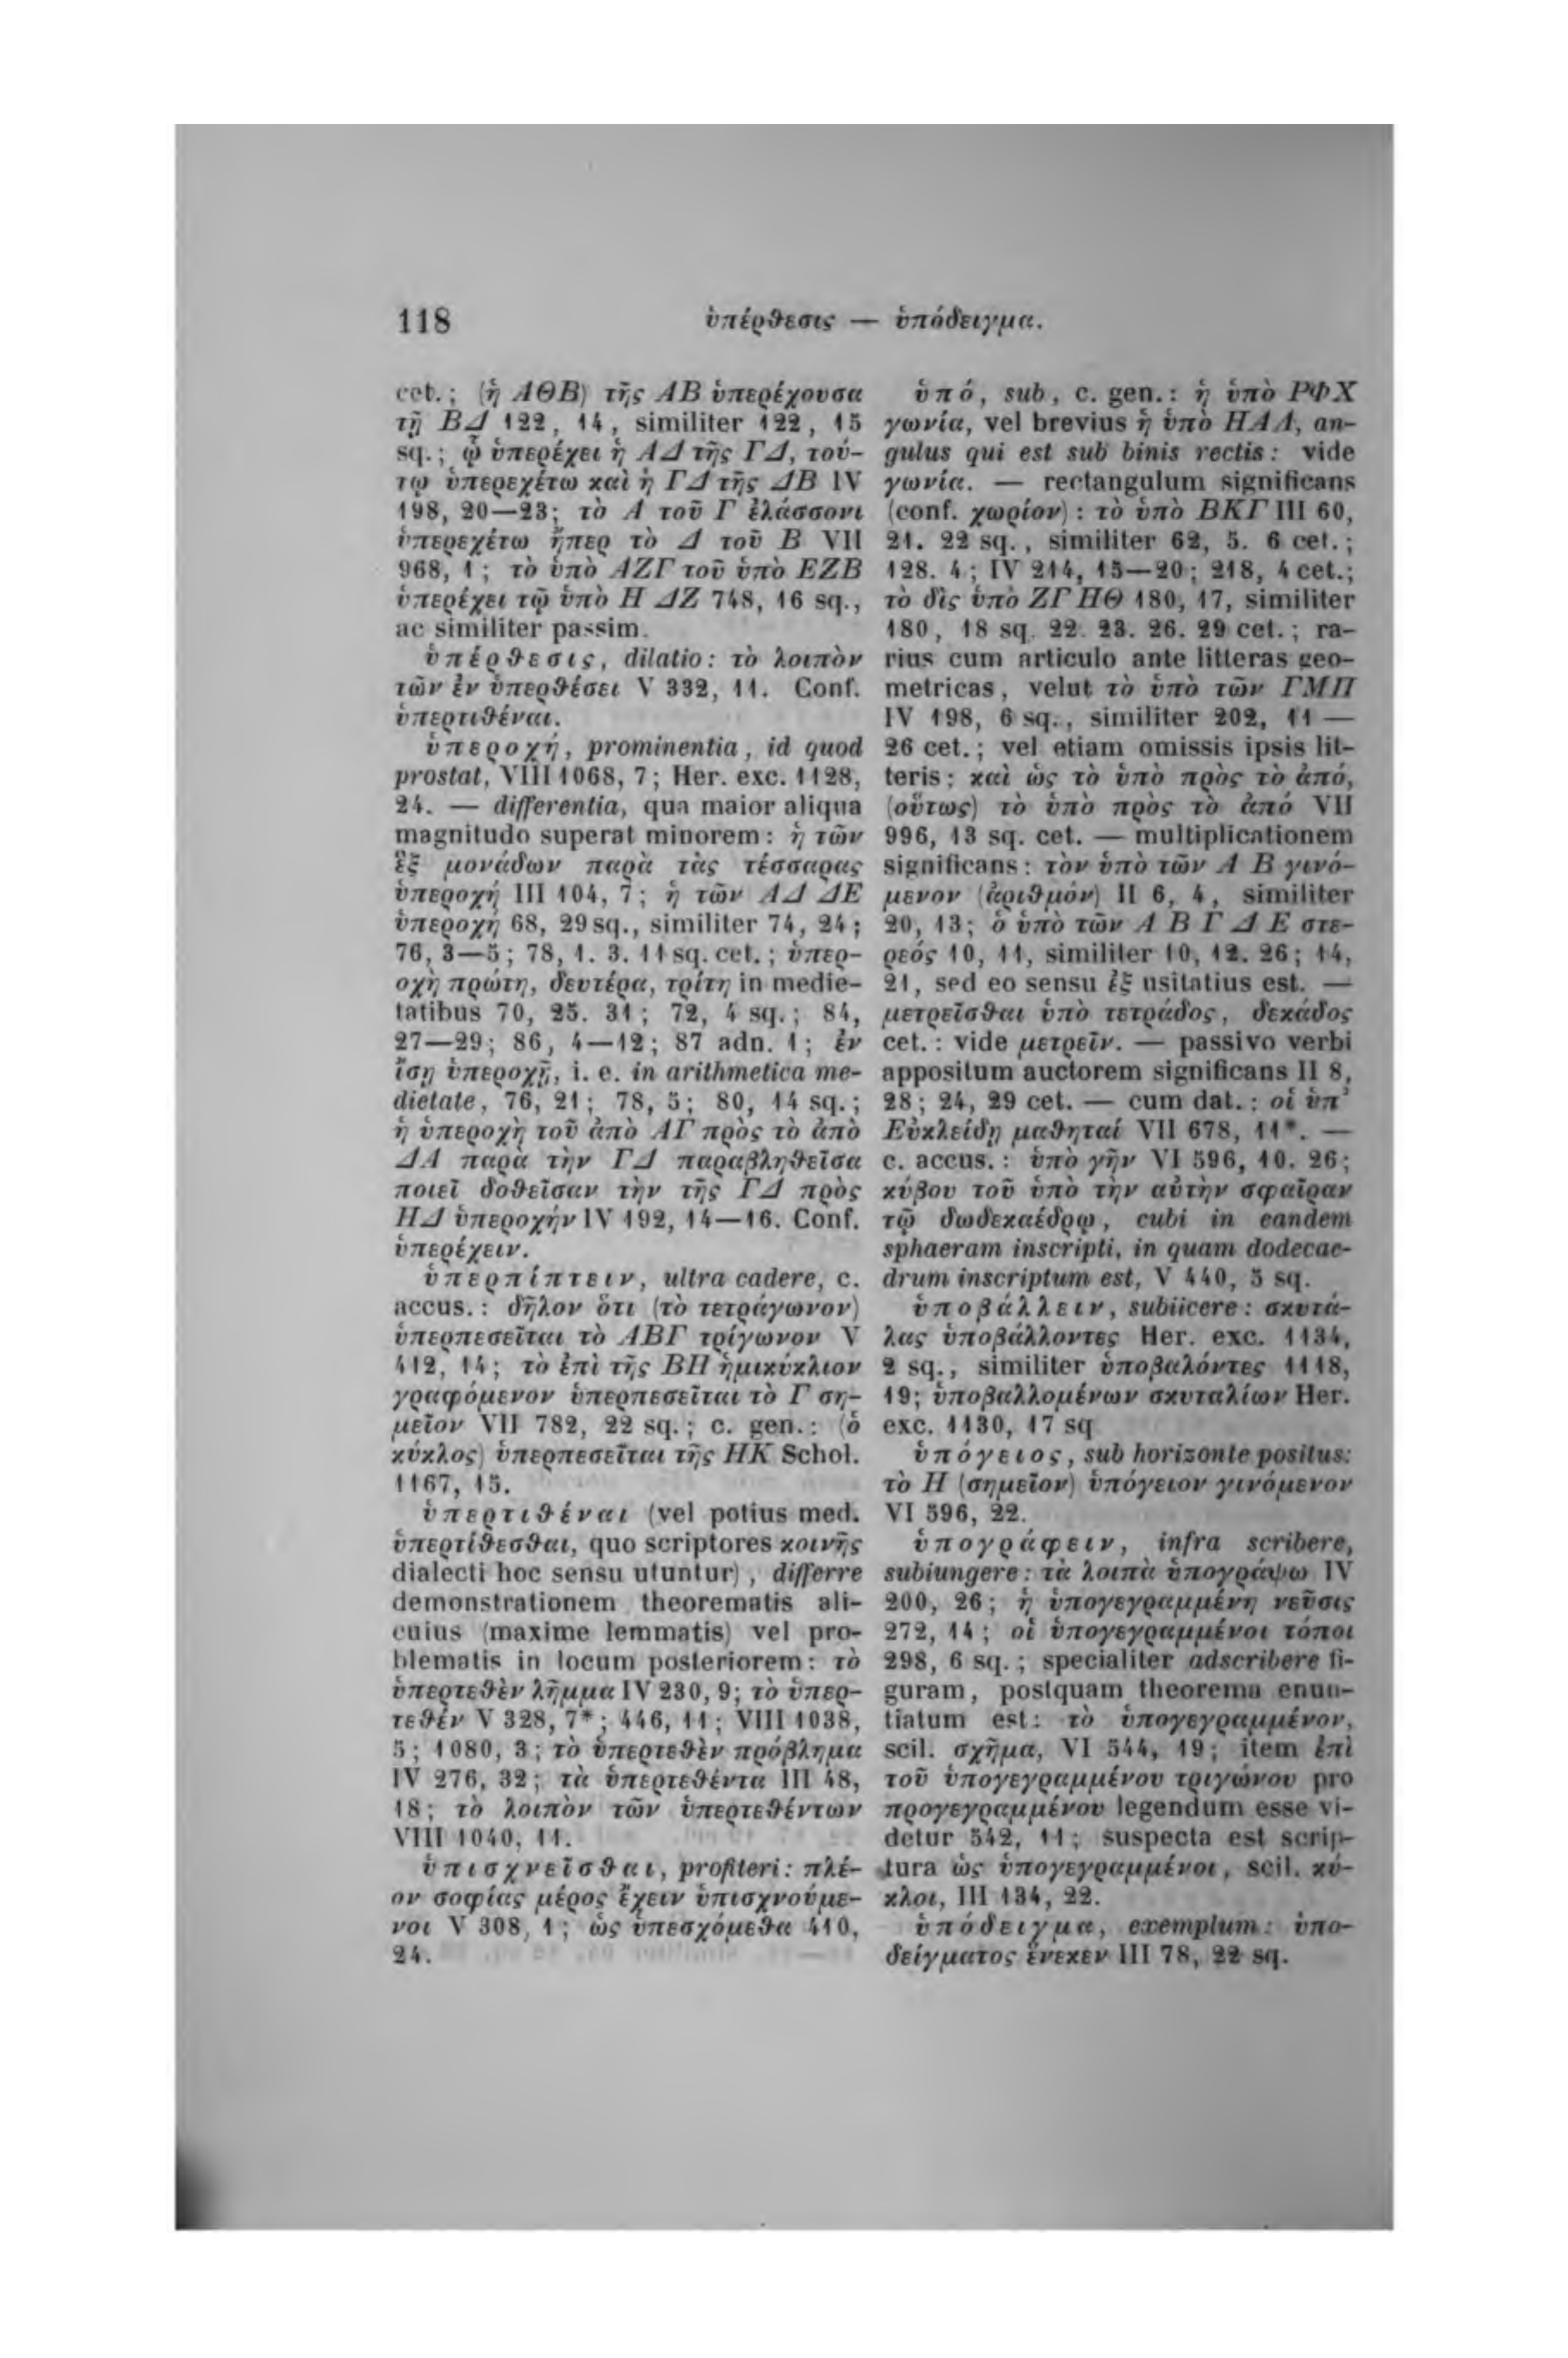 118 ὑπέρθεσις — ὑπόδειγμα.
cet.; (ἡ ΑΘΒ) τῆς ΑΒ ὑπερέχουσα
τῇ ΒΔ 122, 14, similiter 122, 15
sq.; ᾧ ὑπερέχει ἡ ΑΔ τῆς ΓΔ, τού-
τῳ ὑπερεχέτω καὶ ἡ ΓΔ τῆς ΔΒ IV
198, 20—23; τὸ Α τοῦ Γ ἐλάσσονι
ὑπερεχέτω ἤπερ τὸ Δ τοῦ Β VII
968, 1; τὸ ὑπὸ ΑΖΓ τοῦ ὑπὸ ΕΖΒ
ὑπερέχει τῷ ὑπὸ Η ΔΖ 748, 16 sq.,
ac similiter passim.
ὑπέρθεσις, dilatio: τὸ λοιπὸν
τῶν ἐν ὑπερθέσει V 332, 11. Conf.
ὑπερτιθέναι.
ὑπεροχή, prominentia, id quod
prostat, VIII 1068, 7; Her. exc. 1128,
24. — differentia, qua maior aliqua
magnitudo superat minorem: ἡ τῶν
ἓξ μονάδων παρὰ τὰς τέσσαρας
ὑπεροχή III 104, 7; ἡ τῶν ΑΔ ΔΕ
ὑπεροχή 68, 29 sq., similiter 74, 24;
76, 3—5; 78, 1. 3. 11 sq. cet.; ὑπερ-
οχὴ πρώτη, δευτέρα, τρίτη in medie-
tatibus 70, 25. 31; 72, 4 sq.; 84,
27—29; 86, 4—12; 87 adn. 1; ἐν
ἴσῃ ὑπεροχῇ, i. e. in arithmetica me-
dietate, 76, 21; 78, 5; 80, 14 sq.;
ἡ ὑπεροχὴ τοῦ ἀπὸ ΑΓ πρὸς τὸ ἀπὸ
ΔΑ παρὰ τὴν ΓΔ παραβληθεῖσα
ποιεῖ δοθεῖσαν τὴν τῆς ΓΔ πρὸς
ΗΔ ὑπεροχήν IV 192, 14—16. Conf.
ὑπερέχειν.
ὑπερπίπτειν, ultra cadere, c.
accus.: δῆλον ὅτι (τὸ τετράγωνον)
ὑπερπεσεῖται τὸ ΑΒΓ τρίγωνον V
412, 14; τὸ ἐπὶ τῆς ΒΗ ἡμικύκλιον
γραφόμενον ὑπερπεσεῖται τὸ Γ ση-
μεῖον VII 782, 22 sq.; c. gen.: (ὁ
κύκλος) ὑπερπεσεῖται τῆς ΗΚ Schol.
1167, 15.
ὑπερτιθέναι (vel potius med.
ὑπερτίθεσθαι, quo scriptores κοινῆς
dialecti hoc sensu utuntur), differre
demonstrationem theorematis ali-
cuius (maxime lemmatis) vel pro-
blematis in locum posteriorem: τὸ
ὑπερτεθὲν λῆμμα IV 230, 9; τὸ ὑπερ-
τεθέν V 328, 7*; 446, 11; VIII 1038,
5; 1080, 3; τὸ ὑπερτεθὲν πρόβλημα
IV 276, 32; τὰ ὑπερτεθέντα III 48,
18; τὸ λοιπὸν τῶν ὑπερτεθέντων
VIII 1040, 11.
ὑπισχνεῖσθαι, profiteri: πλέ-
ον σοφίας μέρος ἔχειν ὑπισχνούμε-
νοι V 308, 1; ὡς ὑπεσχόμεθα 410,
24.
ὑπό, sub, c. gen.: ἡ ὑπὸ ΡΦΧ
γωνία, vel brevius ἡ ὑπὸ ΗΑΛ, an-
gulus qui est sub binis rectis: vide
γωνία. — rectangulum significans
(conf. χωρίον): τὸ ὑπὸ ΒΚΓ III 60,
21. 22 sq., similiter 62, 5. 6 cet.;
128. 4; IV 214, 15—20; 218, 4 cet.;
τὸ δὶς ὑπὸ ΖΓ ΗΘ 180, 17, similiter
180, 18 sq. 22. 23. 26. 29 cet.; ra-
rius cum articulo ante litteras geo-
metricas, velut τὸ ὑπὸ τῶν ΓΜΠ
IV 198, 6 sq., similiter 202, 11 —
26 cet.; vel etiam omissis ipsis lit-
teris: καὶ ὡς τὸ ὑπὸ πρὸς τὸ ἀπό,
(οὕτως) τὸ ὑπὸ πρὸς τὸ ἀπό VII
996, 13 sq. cet. — multiplicationem
significans: τὸν ὑπὸ τῶν Α Β γινό-
μενον (ἀριθμόν) II 6, 4, similiter
20, 13; ὁ ὑπὸ τῶν Α Β Γ Δ Ε στε-
ρεός 10, 11, similiter 10, 12. 26; 14,
21, sed eo sensu ἐξ usitatius est. —
μετρεῖσθαι ὑπὸ τετράδος, δεκάδος
cet.: vide μετρεῖν. — passivo verbi
appositum auctorem significans II 8,
28; 24, 29 cet. — cum dat.: οἱ ὑπ'
Εὐκλείδῃ μαθηταί VII 678, 11*. —
c. accus.: ὑπὸ γῆν VI 596, 10. 26;
κύβου τοῦ ὑπὸ τὴν αὐτὴν σφαῖραν
τῷ δωδεκαέδρῳ, cubi in eandem
sphaeram inscripti, in quam dodecae-
drum inscriptum est, V 440, 5 sq.
ὑποβάλλειν, subiicere: σκυτά-
λας ὑποβάλλοντες Her. exc. 1134,
2 sq., similiter ὑποβαλόντες 1118,
19; ὑποβαλλομένων σκυταλίων Her.
exc. 1130, 17 sq
ὑπόγειος, sub horizonte positus:
τὸ Η (σημεῖον) ὑπόγειον γινόμενον
VI 596, 22.
ὑπογράφειν, infra scribere,
subiungere: τὰ λοιπὰ ὑπογράψω IV
200, 26; ἡ ὑπογεγραμμένη νεῦσις
272, 14; οἱ ὑπογεγραμμένοι τόποι
298, 6 sq.; specialiter adscribere fi-
guram, postquam theorema enun-
tiatum est: τὸ ὑπογεγραμμένον,
scil. σχῆμα, VI 544, 19; item ἐπὶ
τοῦ ὑπογεγραμμένου τριγώνου pro
προγεγραμμένου legendum esse vi-
detur 542, 11; suspecta est scrip-
tura ὡς ὑπογεγραμμένοι, scil. κύ-
κλοι, III 134, 22.
ὑπόδειγμα, exemplum: ὑπο-
δείγματος ἕνεκεν III 78, 22 sq.